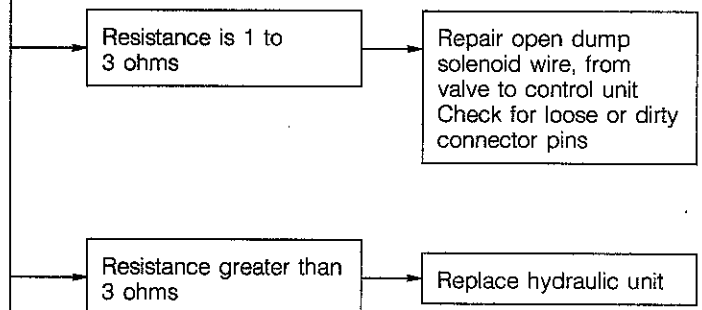 Resistance is 1 to
3 ohms
Repair open dump
solenoid wire, from
valve to control unit
Check for loose or dirty
connector pins
Resistance greater than
3 ohms
Replace hydraulic unit